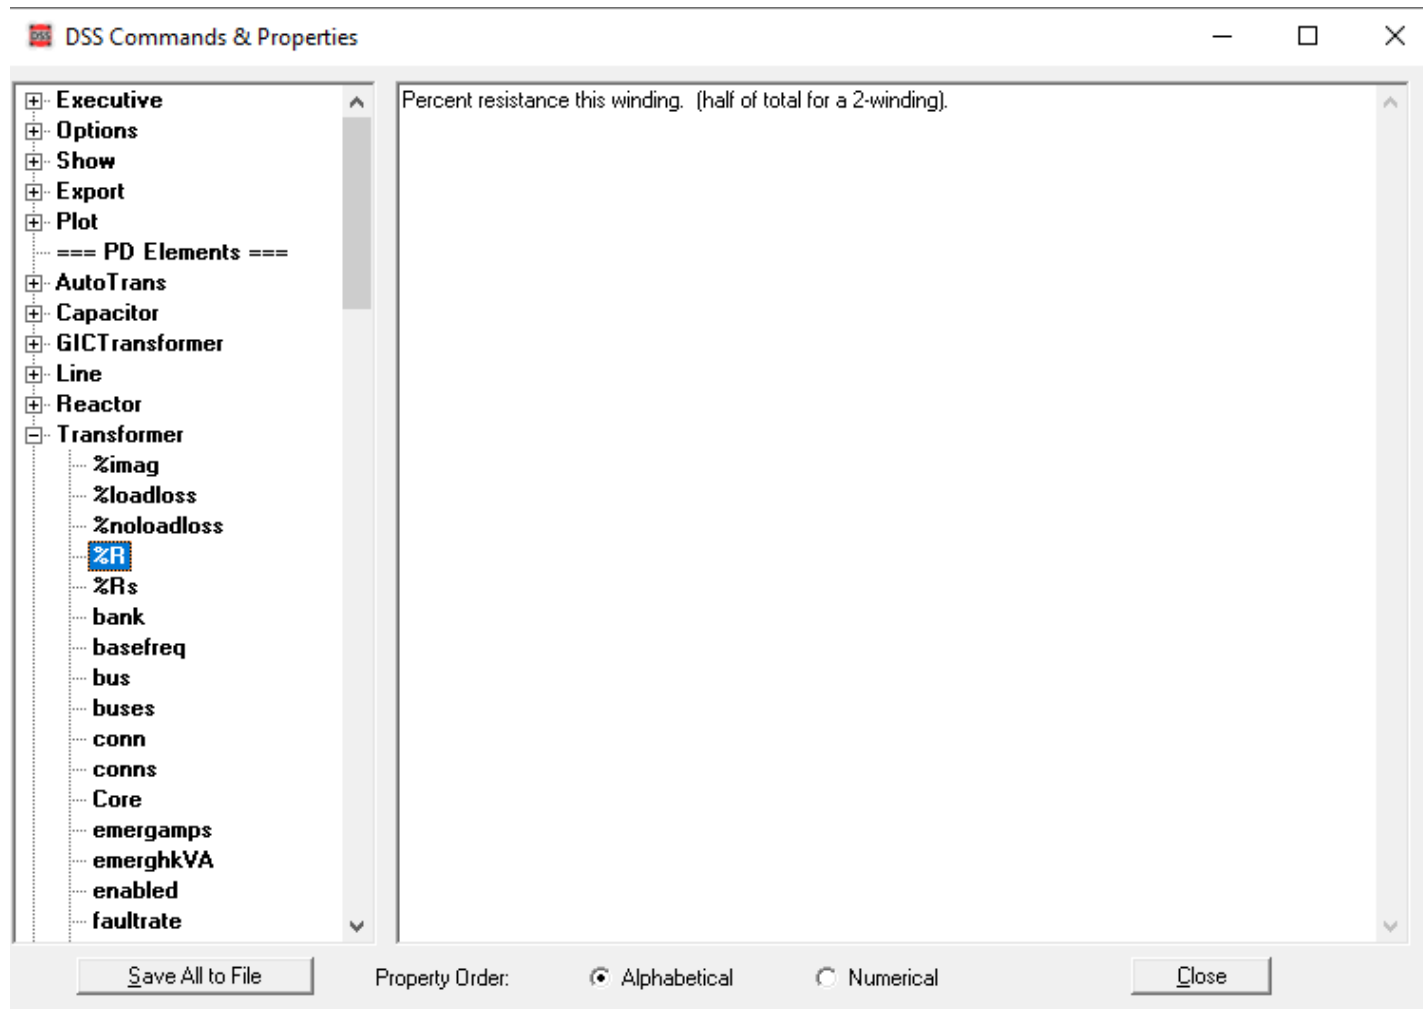 DSS DSS Commands & Properties
Executive
Options
Show
Export
Plot
=== PD Elements ===
AutoTrans
Capacitor
GICTransformer
Line
Reactor
Transformer
%imag
%loadloss
%noloadloss
%R
%Rs
bank
basefreq
bus
buses
conn
conns
Core
emergamps
emerghkVA
enabled
faultrate
Percent resistance this winding.  (half of total for a 2-winding).
Save All to File
Property Order:
Alphabetical
Numerical
Close